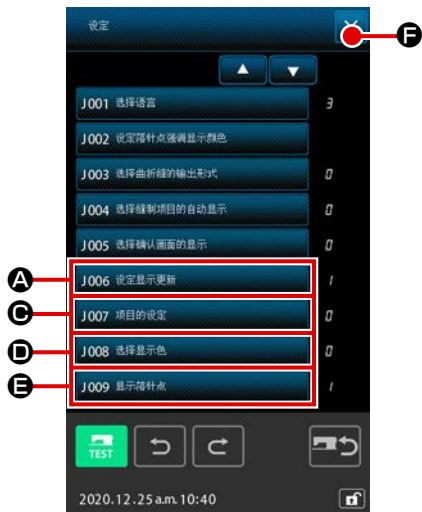 设定
F
J001 选择语言 3
J002 设定落针点强调显示颜色
J003 选择曲折缝的输出形式 0
J004 选择缝制项目的自动显示 0
J005 选择确认画面的显示 0
A J006 设定显示更新 1
C J007 项目的设定 0
D J008 选择显示色 0
E J009 显示落针点 1
TEST
2020.12.25 a.m. 10:40